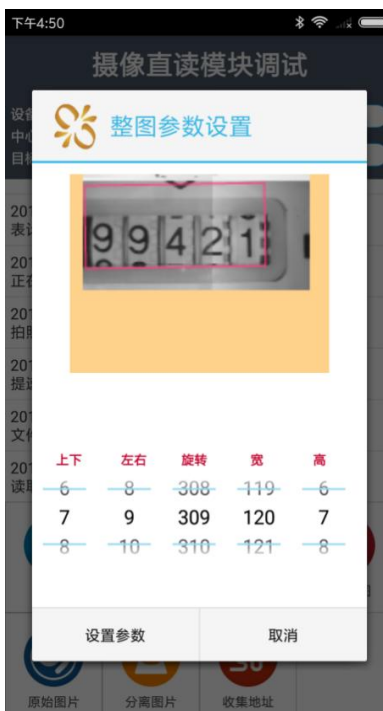 下午4:50
摄像直读模块调试
整图参数设置
99421
上下 左右 旋转 宽 高
6 8 308 119 6
7 9 309 120 7
8 10 310 121 8
设置参数 取消
原始图片 分离图片 收集地址